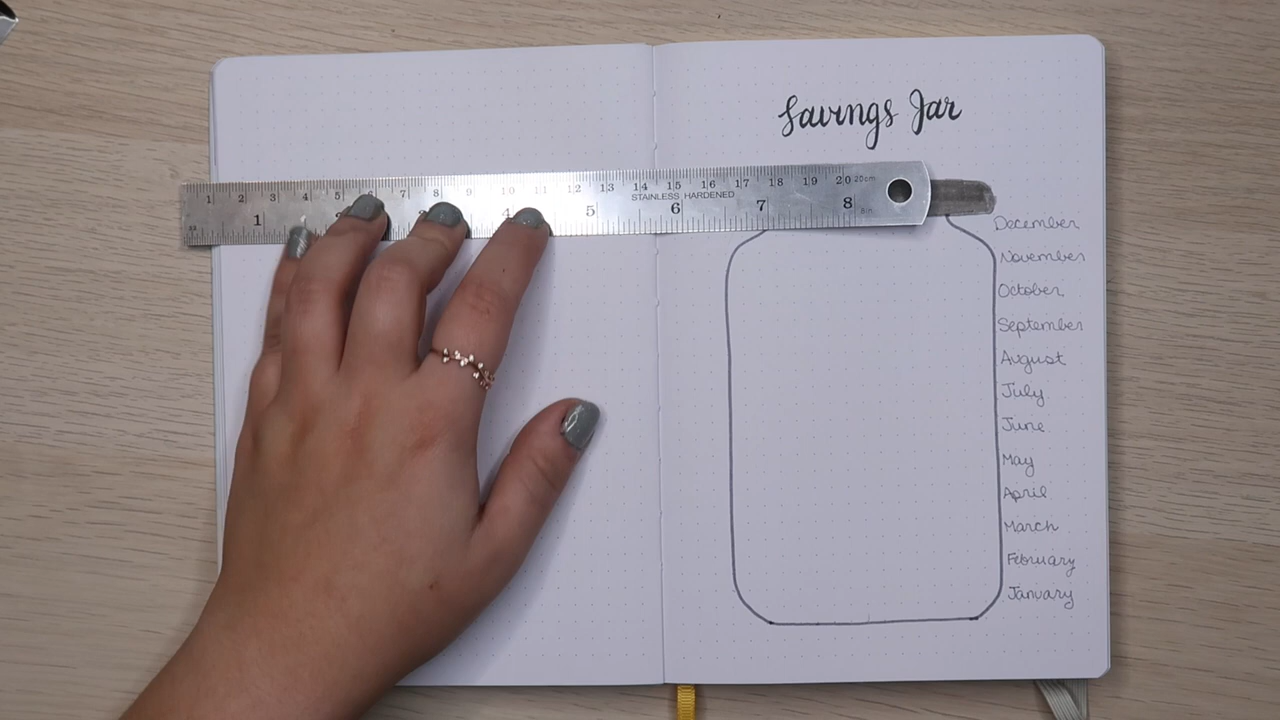 Savings Jar
1 2 3 4 5 6 7 8 9 10 11 12 13 14 15 16 17 18 19 20 20cm
STAINLESS HARDENED
1 4 5 6 7 8 8in
December
November
October
September
August
July
June
May
April
March
February
January